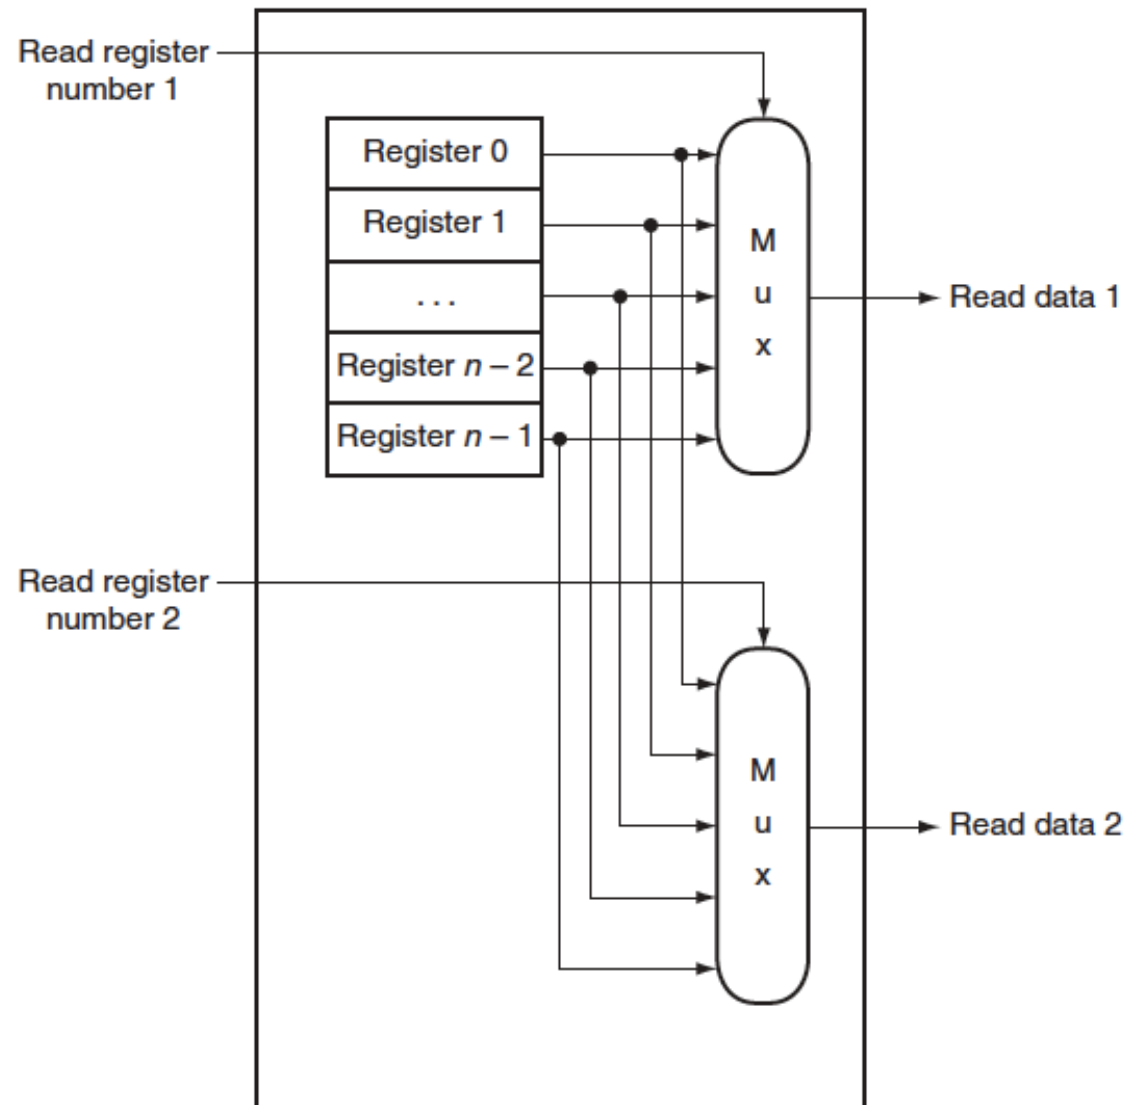 Read register
number 1
Register 0
Register 1
. . .
Register n – 2
Register n – 1
M
u
x
Read data 1
Read register
number 2
M
u
x
Read data 2